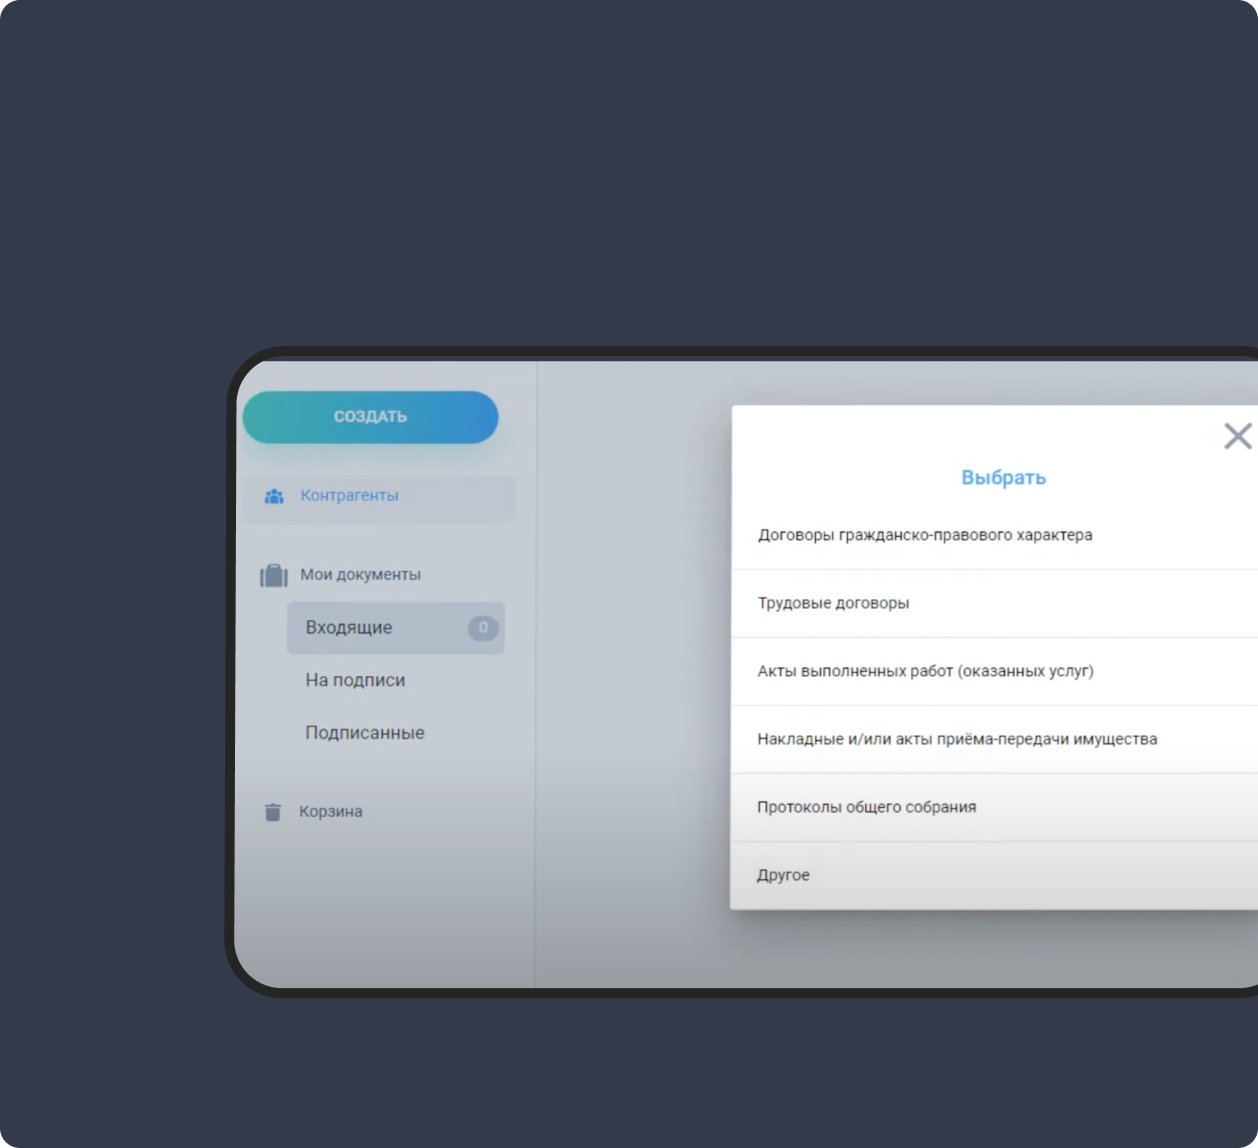 СОЗДАТЬ
Контрагенты
Мои документы
Входящие 0
На подписи
Подписанные
Корзина
Выбрать
Договоры гражданско-правового характера
Трудовые договоры
Акты выполненных работ (оказанных услуг)
Накладные и/или акты приёма-передачи имущества
Протоколы общего собрания
Другое